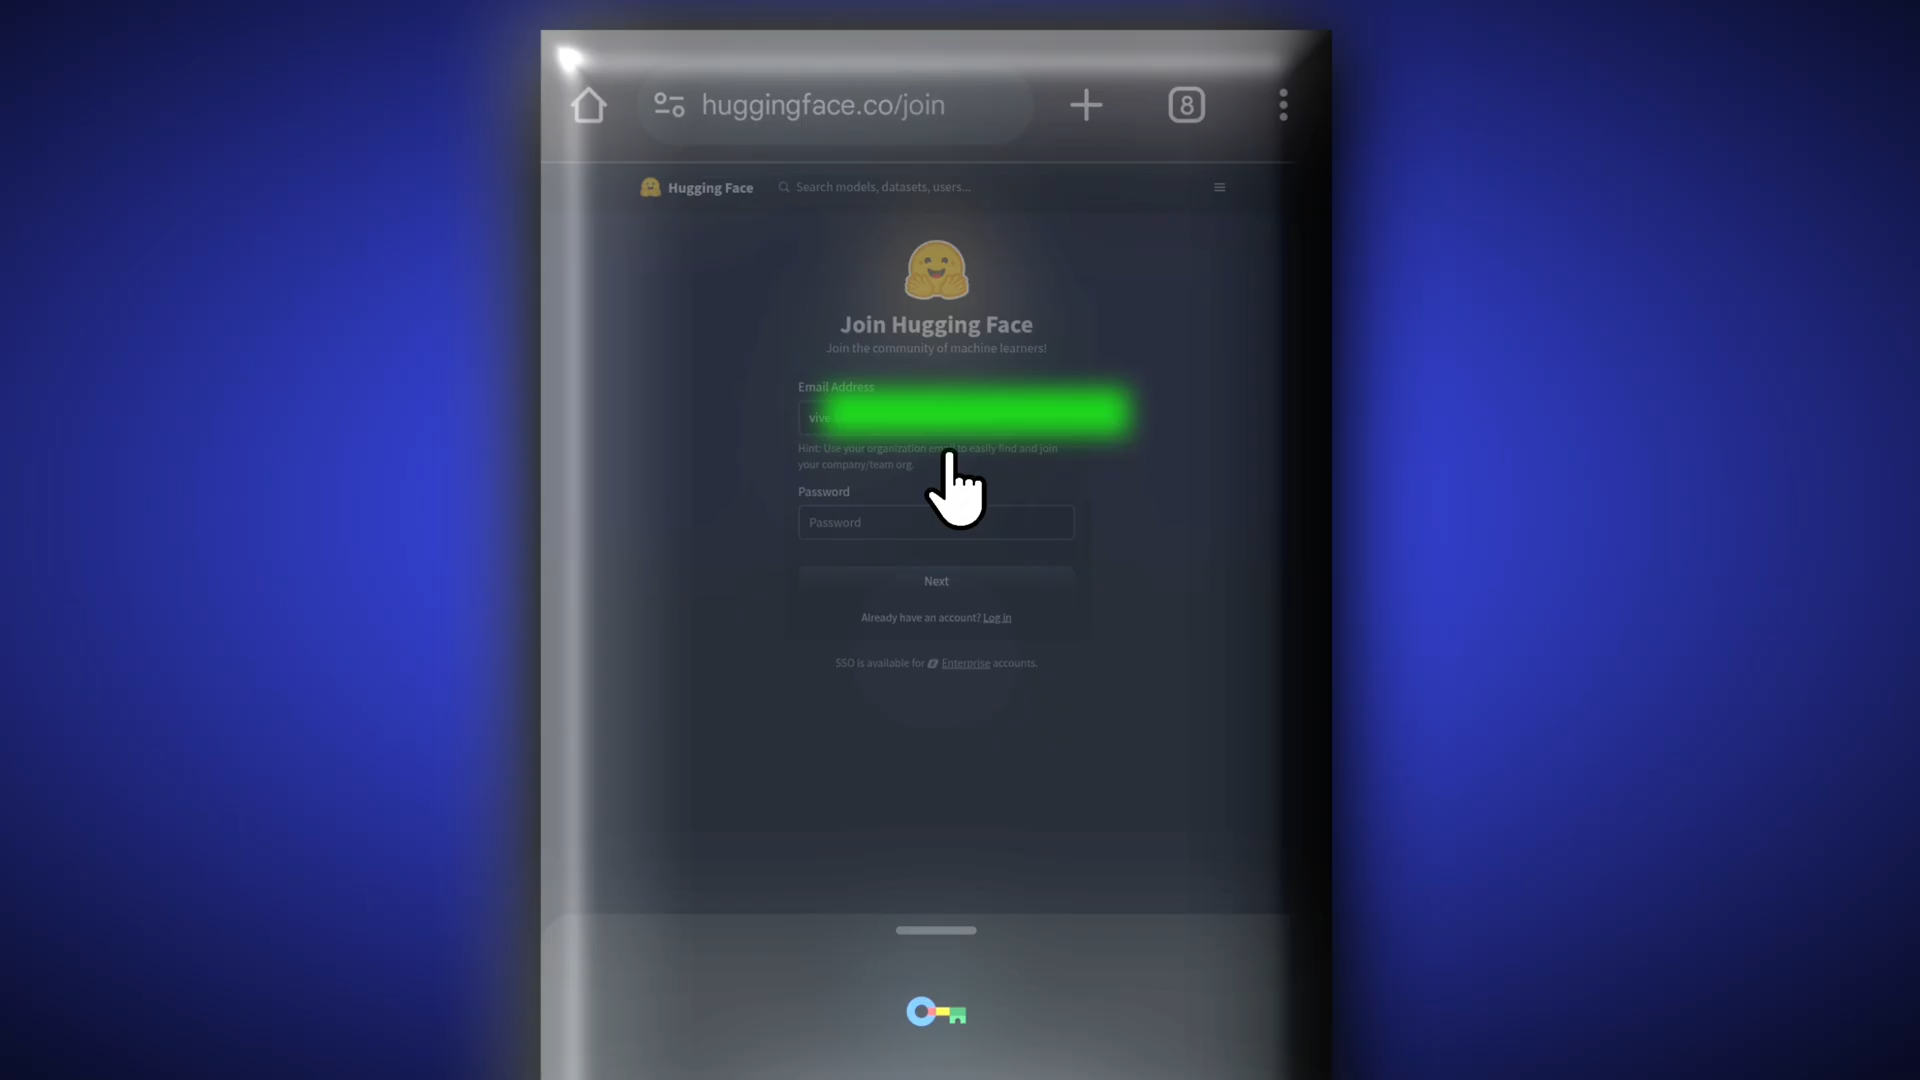 huggingface.co/join
8
Hugging Face
Search models, datasets, users...
Join Hugging Face
Join the community of machine learners!
Email Address
vive
Hint: Use your organization email to easily find and join
your company/team org.
Password
Password
Next
Already have an account? Log in
SSO is available for Enterprise accounts.